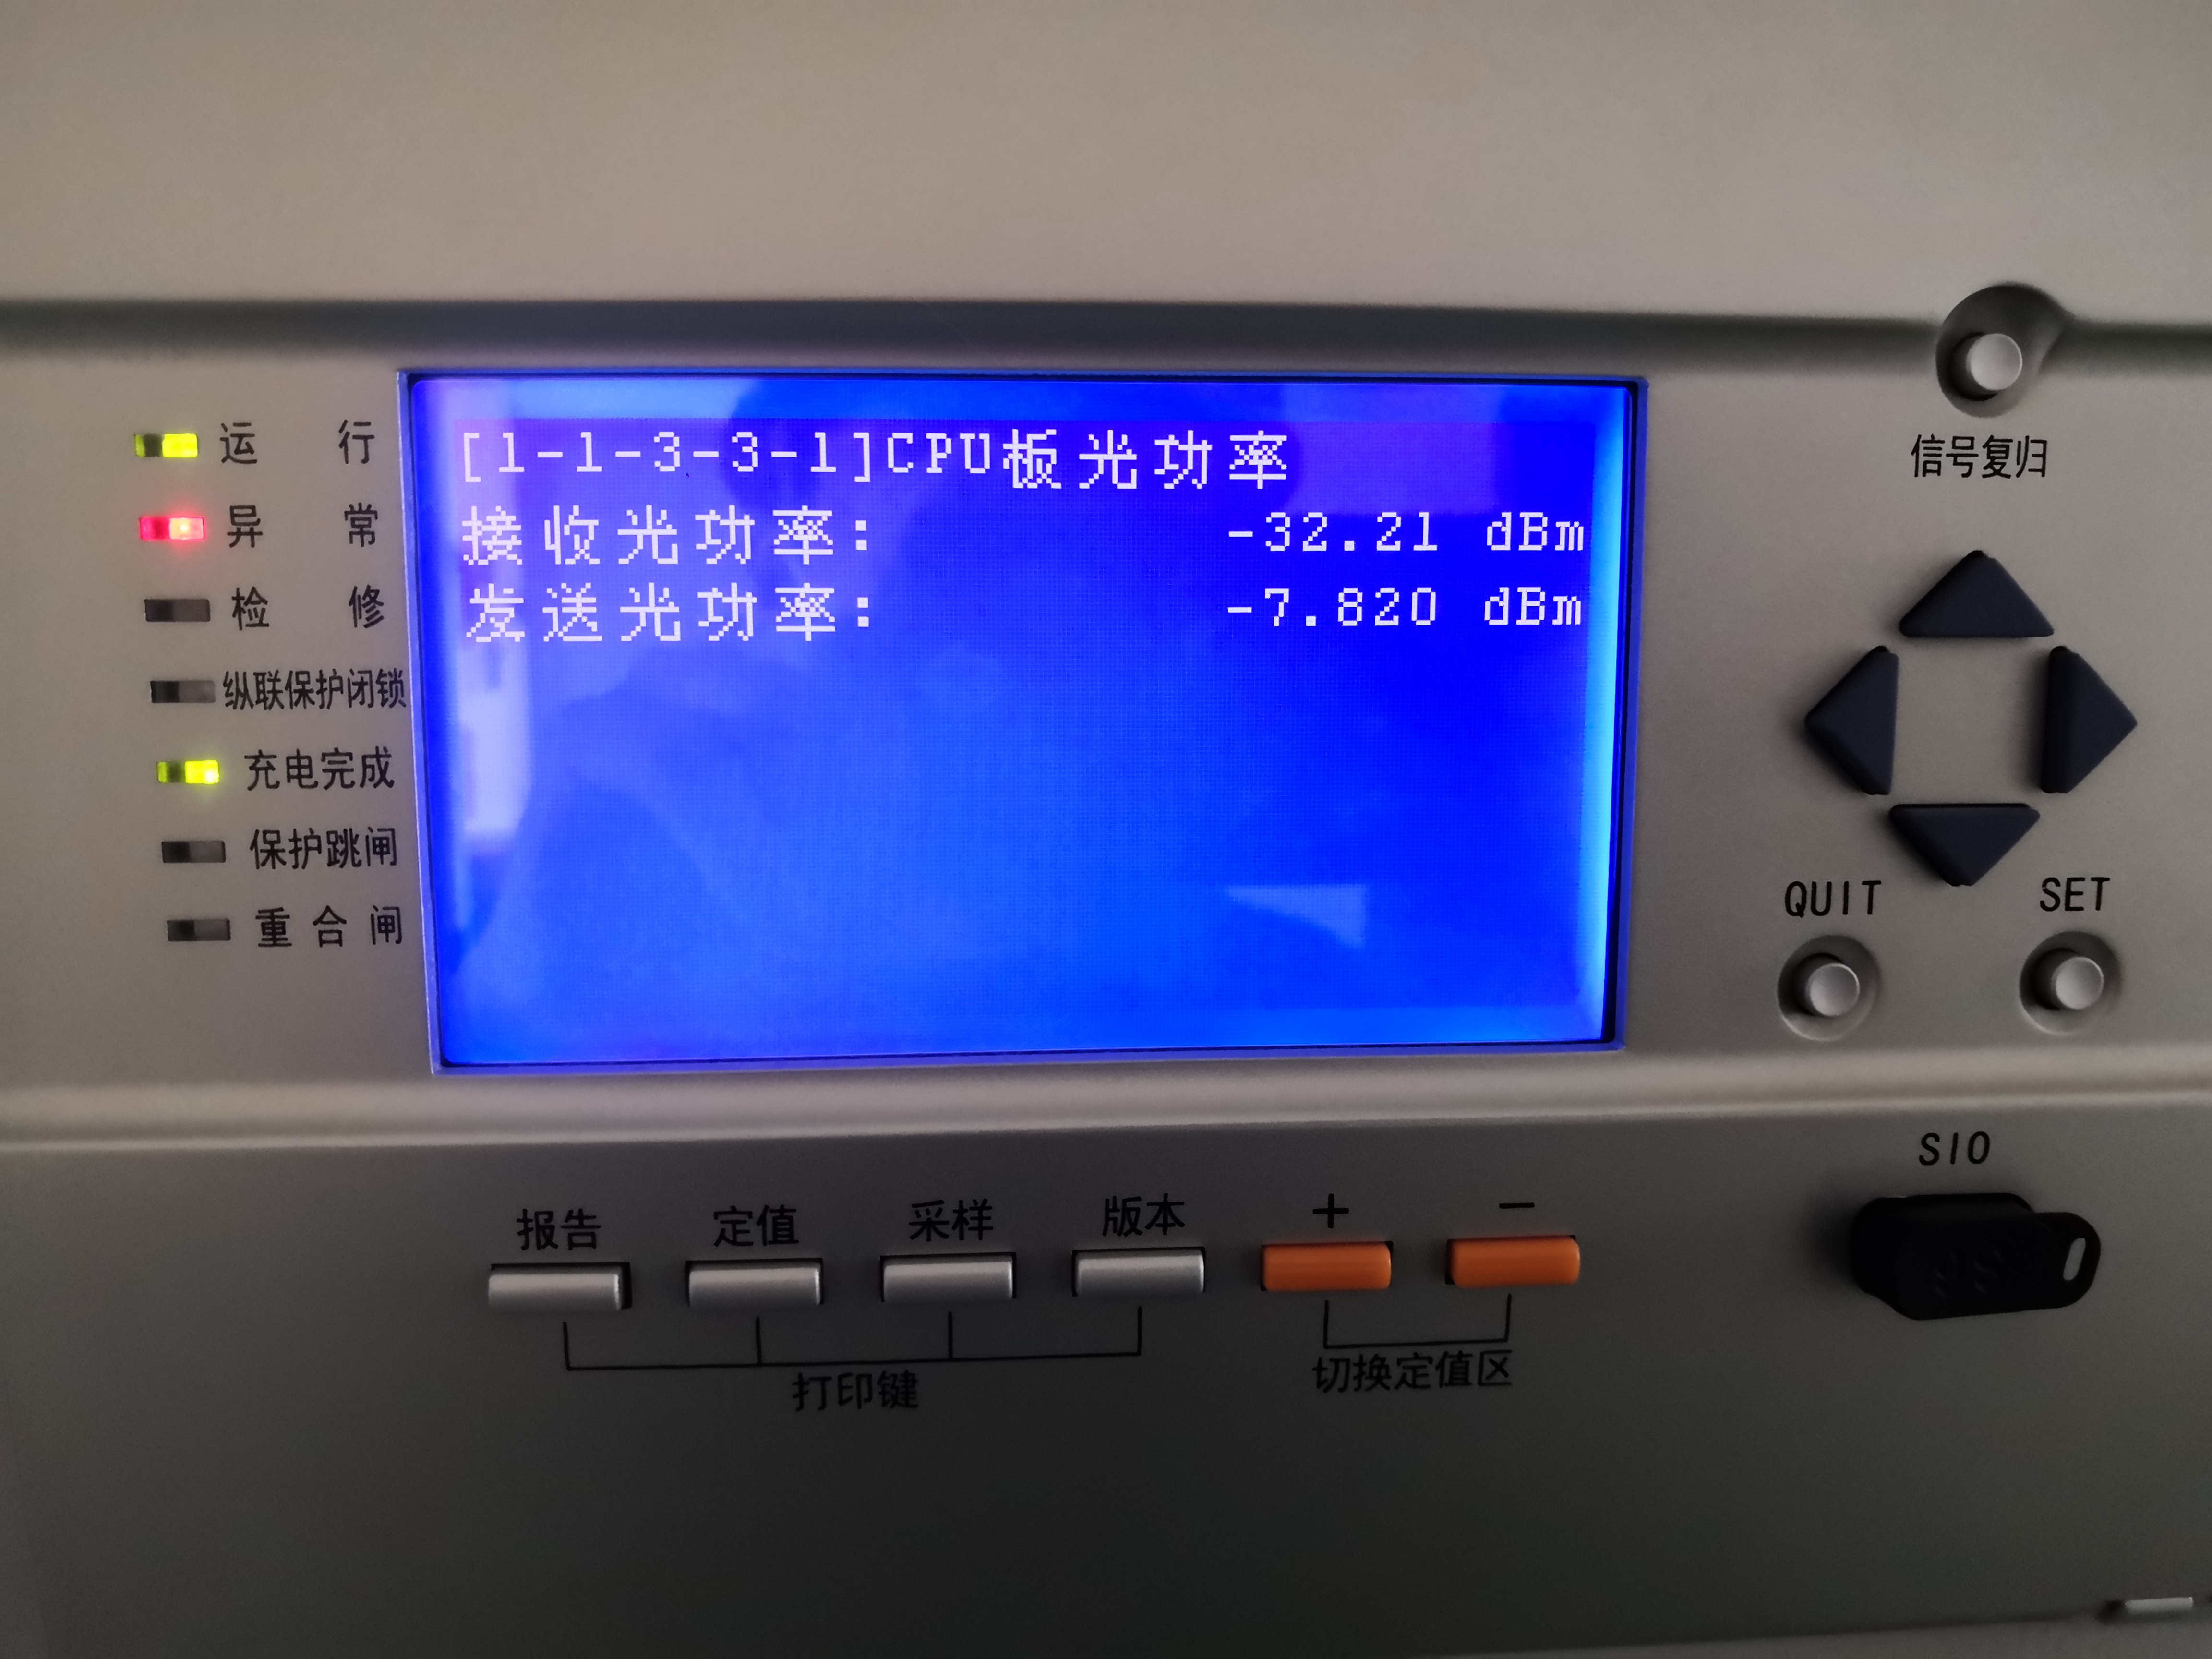 [1-1-3-3-1]CPU板光功率
接收光功率: -32.21 dBm
发送光功率: -7.820 dBm
运行
异常
检修
纵联保护闭锁
充电完成
保护跳闸
重合闸
信号复归
QUIT SET
SIO
报告 定值 采样 版本 + -
打印键 切换定值区